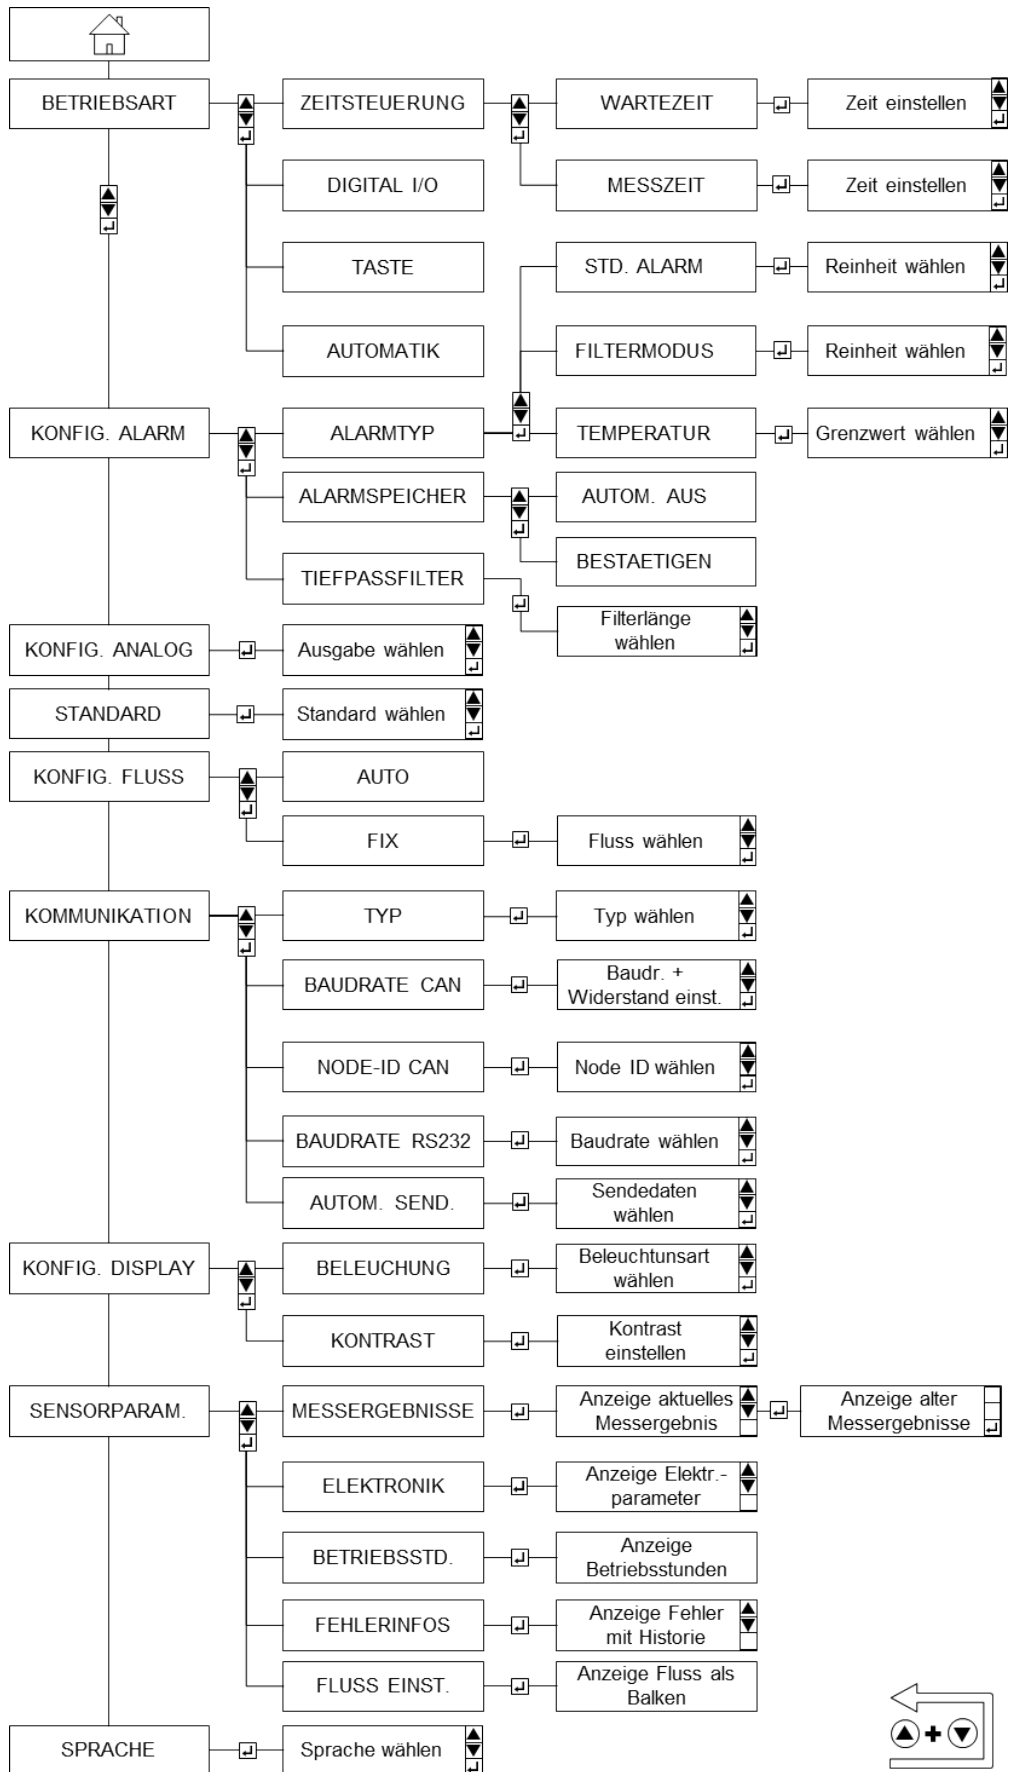 BETRIEBSART
ZEITSTEUERUNG
WARTEZEIT
Zeit einstellen
DIGITAL I/O
MESSZEIT
Zeit einstellen
TASTE
STD. ALARM
Reinheit wählen
AUTOMATIK
FILTERMODUS
Reinheit wählen
KONFIG. ALARM
ALARMTYP
TEMPERATUR
Grenzwert wählen
ALARMSPEICHER
AUTOM. AUS
BESTAETIGEN
TIEFPASSFILTER
Filterlänge
wählen
KONFIG. ANALOG
Ausgabe wählen
STANDARD
Standard wählen
KONFIG. FLUSS
AUTO
FIX
Fluss wählen
KOMMUNIKATION
TYP
Typ wählen
BAUDRATE CAN
Baudr. +
Widerstand einst.
NODE-ID CAN
Node ID wählen
BAUDRATE RS232
Baudrate wählen
AUTOM. SEND.
Sendedaten
wählen
KONFIG. DISPLAY
BELEUCHUNG
Beleuchtunsart
wählen
KONTRAST
Kontrast
einstellen
SENSORPARAM.
MESSERGEBNISSE
Anzeige aktuelles
Messergebnis
Anzeige alter
Messergebnisse
ELEKTRONIK
Anzeige Elektr.-
parameter
BETRIEBSSTD.
Anzeige
Betriebsstunden
FEHLERINFOS
Anzeige Fehler
mit Historie
FLUSS EINST.
Anzeige Fluss als
Balken
SPRACHE
Sprache wählen
+